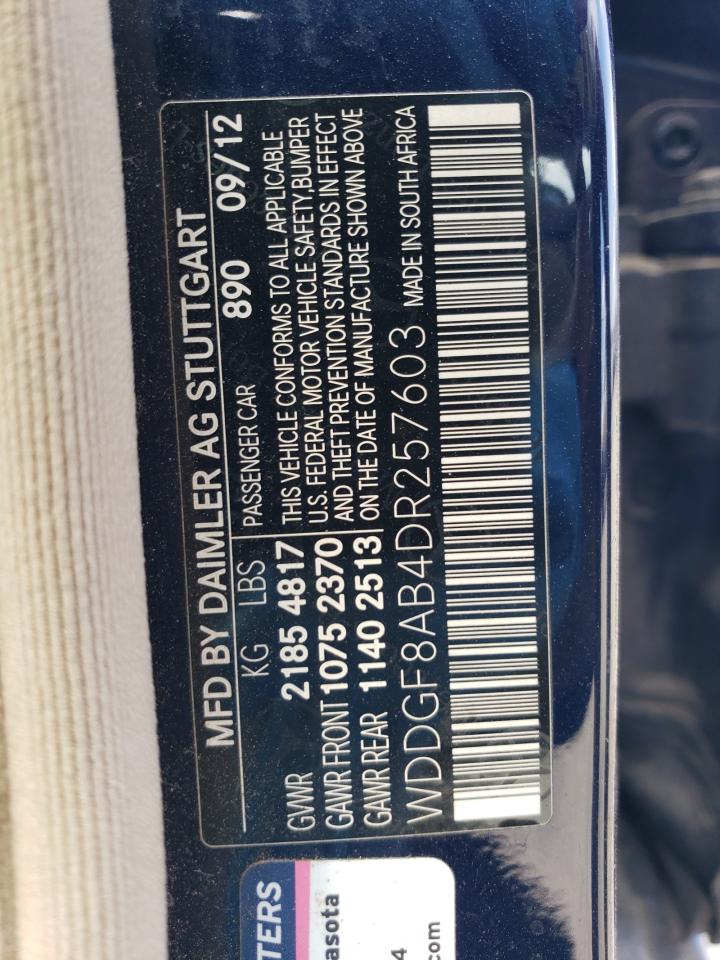 MFD BY DAIMLER AG STUTTGART
KG LBS PASSENGER CAR 890 09/12
GVWR 2185 4817 THIS VEHICLE CONFORMS TO ALL APPLICABLE
GAWR FRONT 1075 2370 U.S. FEDERAL MOTOR VEHICLE SAFETY,BUMPER
GAWR REAR 1140 2513 AND THEFT PREVENTION STANDARDS IN EFFECT
ON THE DATE OF MANUFACTURE SHOWN ABOVE
WDDGF8AB4DR257603 MADE IN SOUTH AFRICA
TERS
asota
4
com